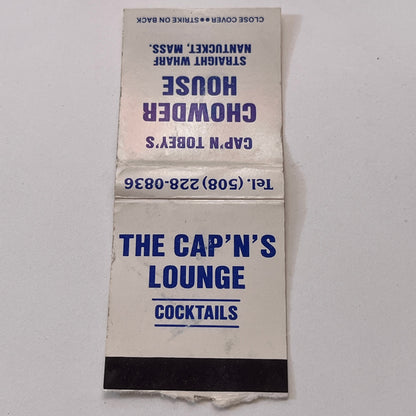 CLOSE COVER●●STRIKE ON BACK
CAP'N TOBEY'S
CHOWDER
HOUSE
STRAIGHT WHARF
NANTUCKET, MASS.
Tel. (508) 228-0836
THE CAP'N'S
LOUNGE
COCKTAILS